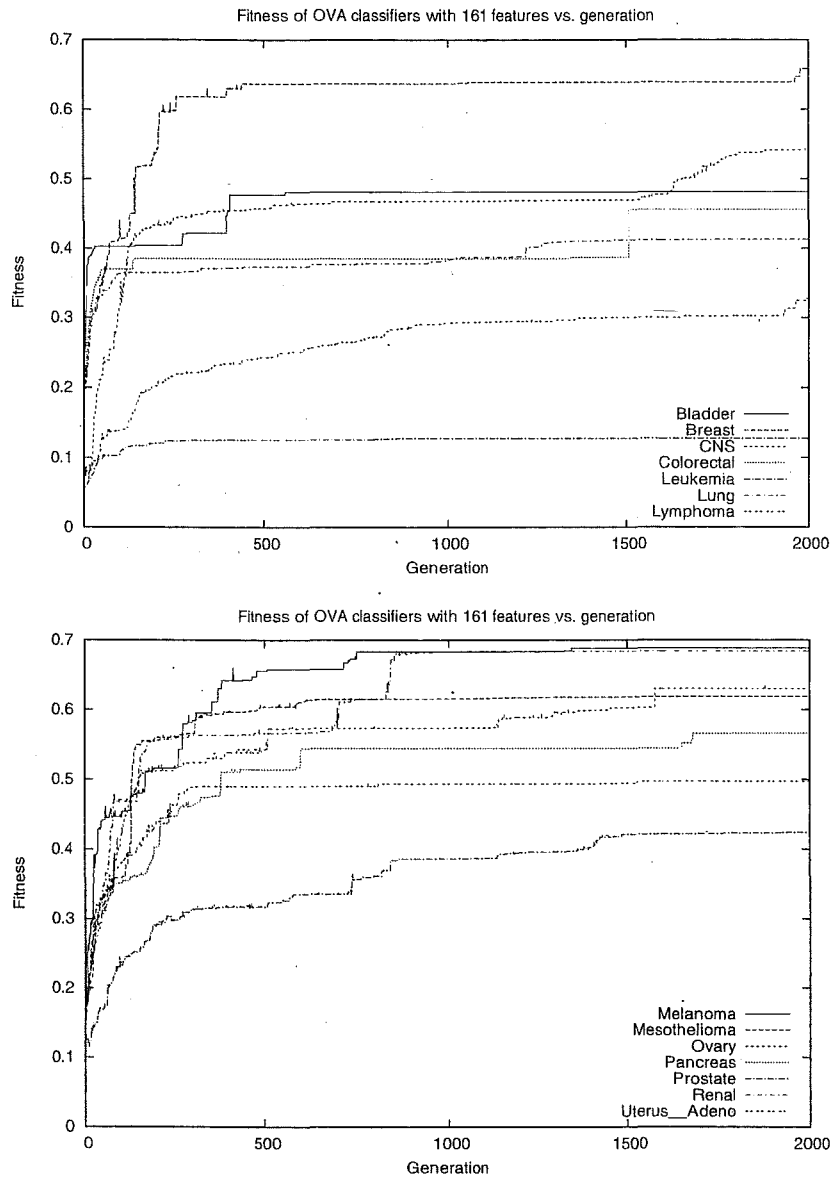 Fitness of OVA classifiers with 161 features vs. generation
0.7
0.6
0.5
0.4
0.3
0.2
0.1
0
Fitness
Bladder
Breast
CNS
Colorectal
Leukemia
Lung
Lymphoma
0 500 1000 1500 2000
Generation
Fitness of OVA classifiers with 161 features vs. generation
0.7
0.6
0.5
0.4
0.3
0.2
0.1
0
Fitness
Melanoma
Mesothelioma
Ovary
Pancreas
Prostate
Renal
Uterus__Adeno
0 500 1000 1500 2000
Generation